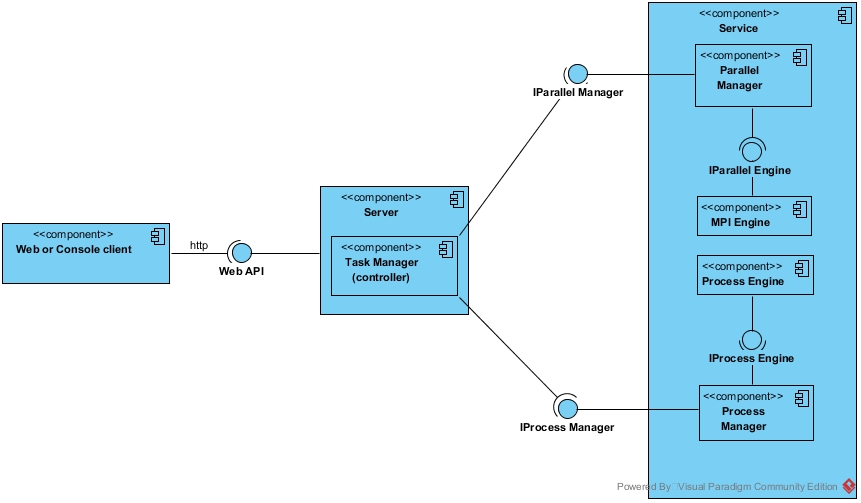 <<component>>
Service
<<component>>
Parallel
Manager
IParallel Manager
IParallel Engine
<<component>>
MPI Engine
<<component>>
Server
<<component>>
Web or Console client
http
Web API
<<component>>
Task Manager
(controller)
<<component>>
Process Engine
IProcess Engine
<<component>>
Process
Manager
IProcess Manager
Powered By Visual Paradigm Community Edition